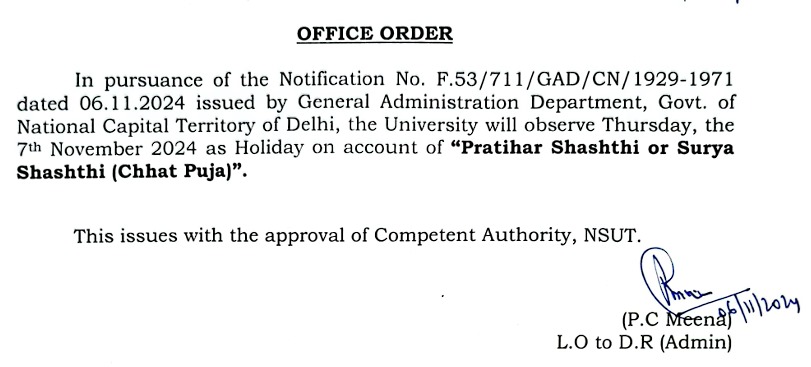 OFFICE ORDER
In pursuance of the Notification No. F.53/711/GAD/CN/1929-1971
dated 06.11.2024 issued by General Administration Department, Govt. of
National Capital Territory of Delhi, the University will observe Thursday, the
7th November 2024 as Holiday on account of “Pratihar Shashthi or Surya
Shashthi (Chhat Puja)”.
This issues with the approval of Competent Authority, NSUT.
06/11/2024
(P.C Meena)
L.O to D.R (Admin)